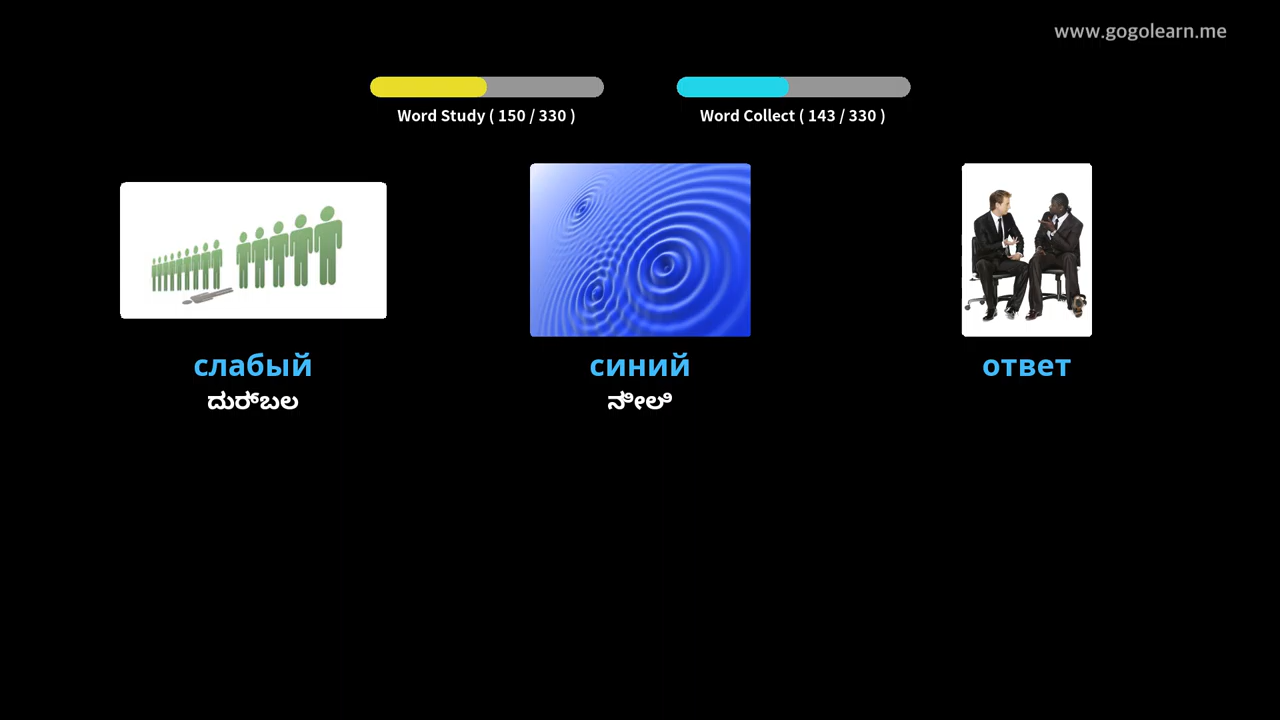 www.gogolearn.me
Word Study ( 150 / 330 )
Word Collect ( 143 / 330 )
слабый
синий
ответ
ದುರ್ಬಲ
ನೀಲಿ